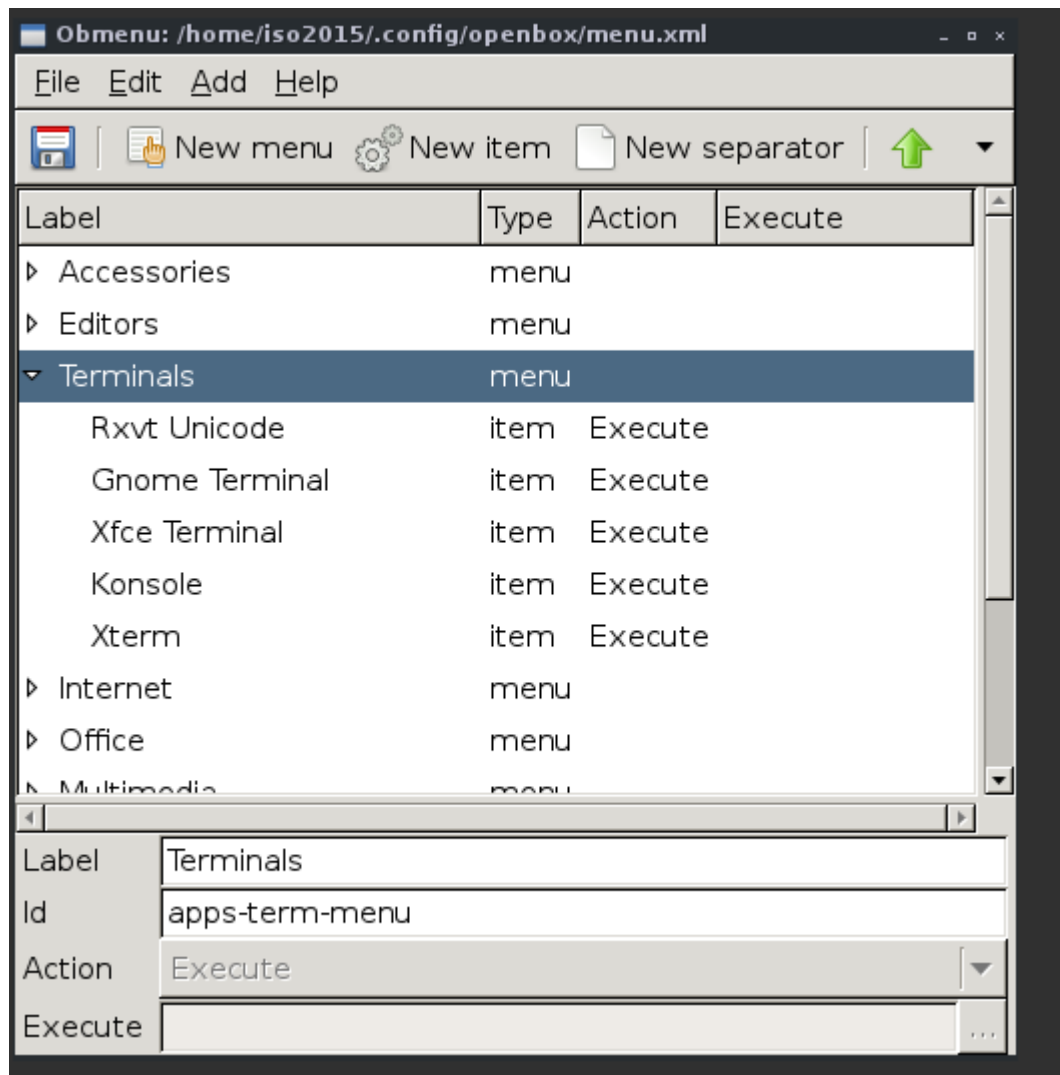 Obmenu: /home/iso2015/.config/openbox/menu.xml
File Edit Add Help
New menu New item New separator
Label Type Action Execute
Accessories menu
Editors menu
Terminals menu
Rxvt Unicode item Execute
Gnome Terminal item Execute
Xfce Terminal item Execute
Konsole item Execute
Xterm item Execute
Internet menu
Office menu
Multimedia menu
Label Terminals
Id apps-term-menu
Action Execute
Execute ...